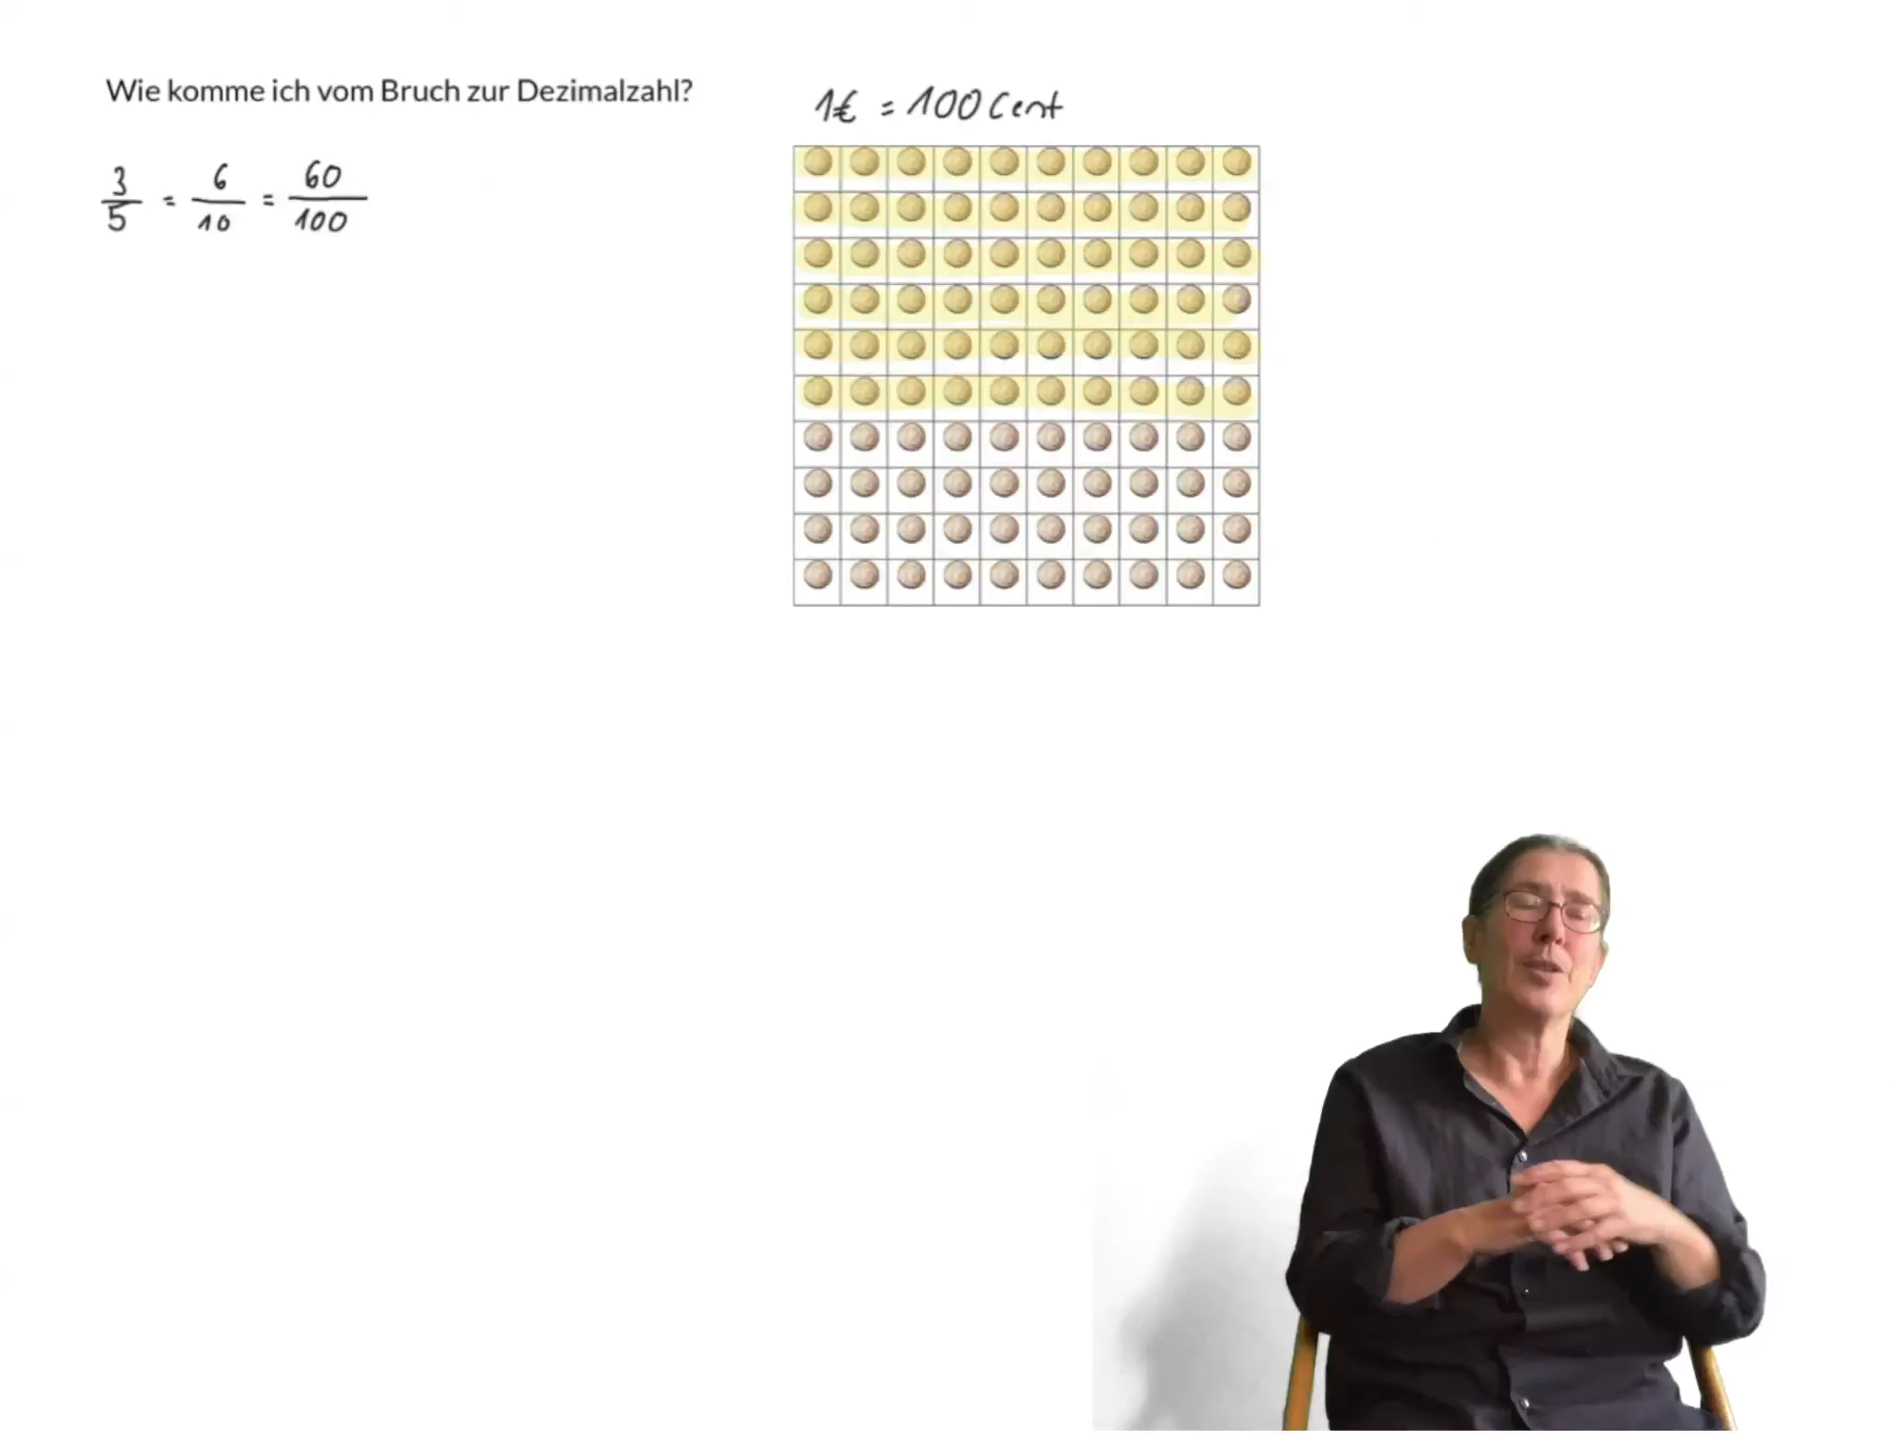 Wie komme ich vom Bruch zur Dezimalzahl?
1€ = 100 Cent
3/5 = 6/10 = 60/100